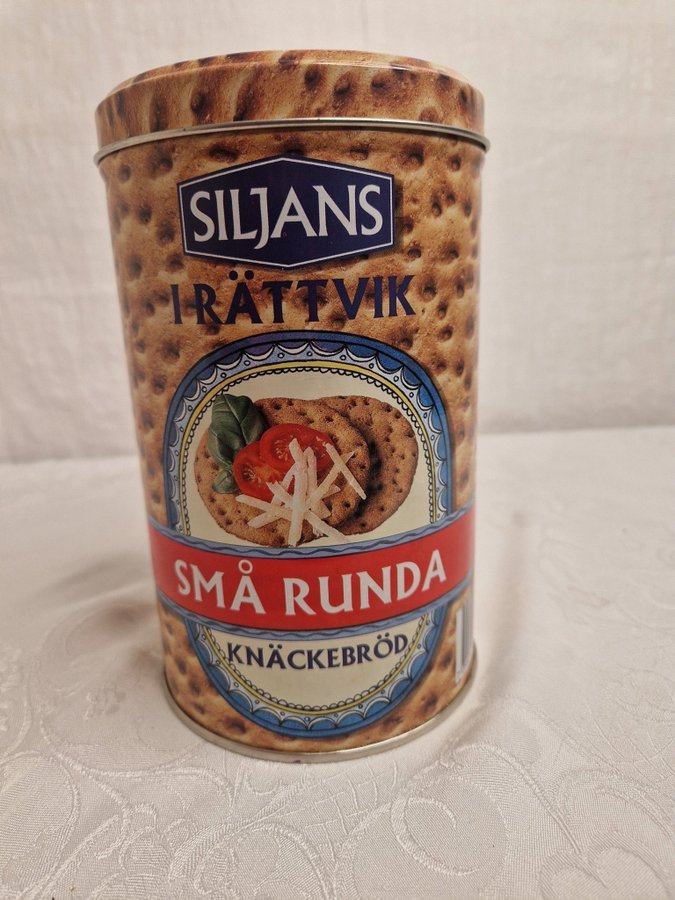 SILJANS
I RÄTTVIK
SMÅ RUNDA
KNÄCKEBRÖD